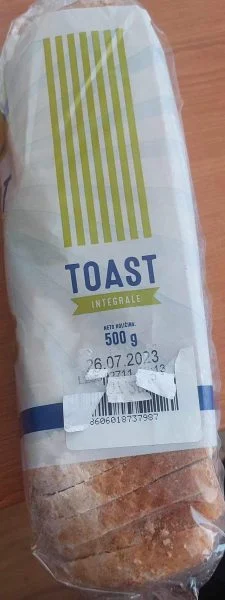 TOAST
INTEGRALE
NETO KOLIČINA:
500 g
26.07.2023
8606018737987